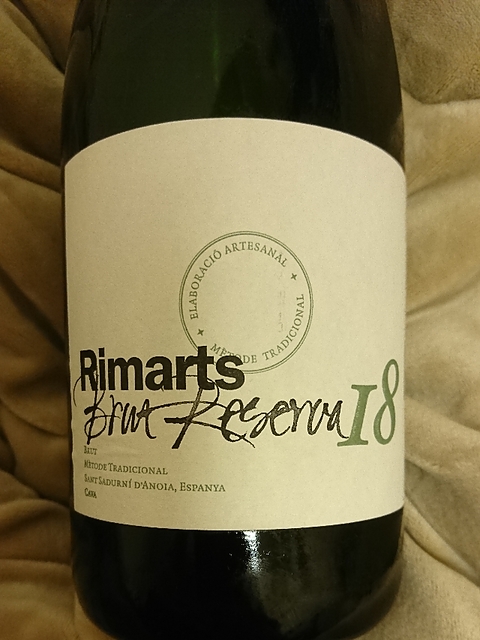 ELABORACIÓ ARTESANAL
MÈTODE TRADICIONAL
Rimarts
Brut Reserva 18
BRUT
MÈTODE TRADICIONAL
SANT SADURNÍ D'ANOIA, ESPANYA
CAVA